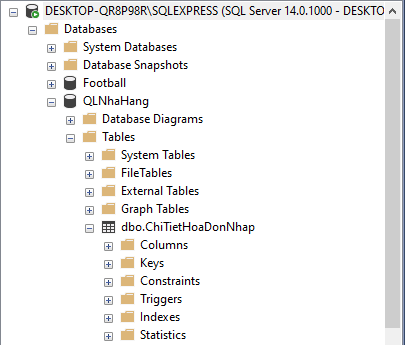 DESKTOP-QR8P98R\SQLEXPRESS (SQL Server 14.0.1000 - DESKTO
Databases
System Databases
Database Snapshots
Football
QLNhaHang
Database Diagrams
Tables
System Tables
FileTables
External Tables
Graph Tables
dbo.ChiTietHoaDonNhap
Columns
Keys
Constraints
Triggers
Indexes
Statistics